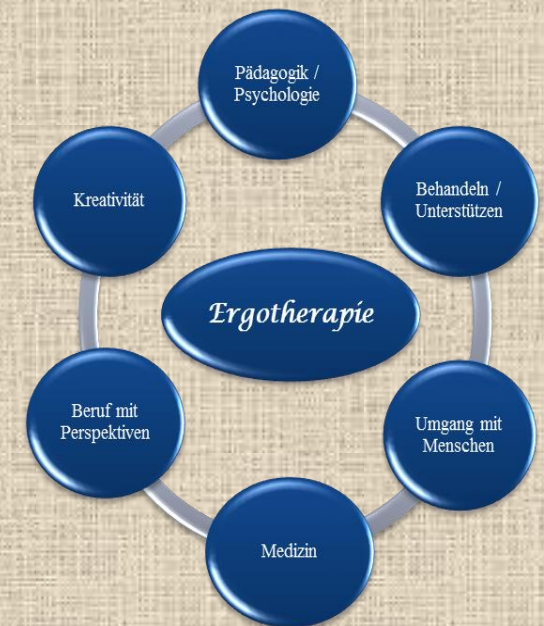 Pädagogik /
Psychologie
Behandeln /
Unterstützen
Umgang mit
Menschen
Medizin
Beruf mit
Perspektiven
Kreativität
Ergotherapie